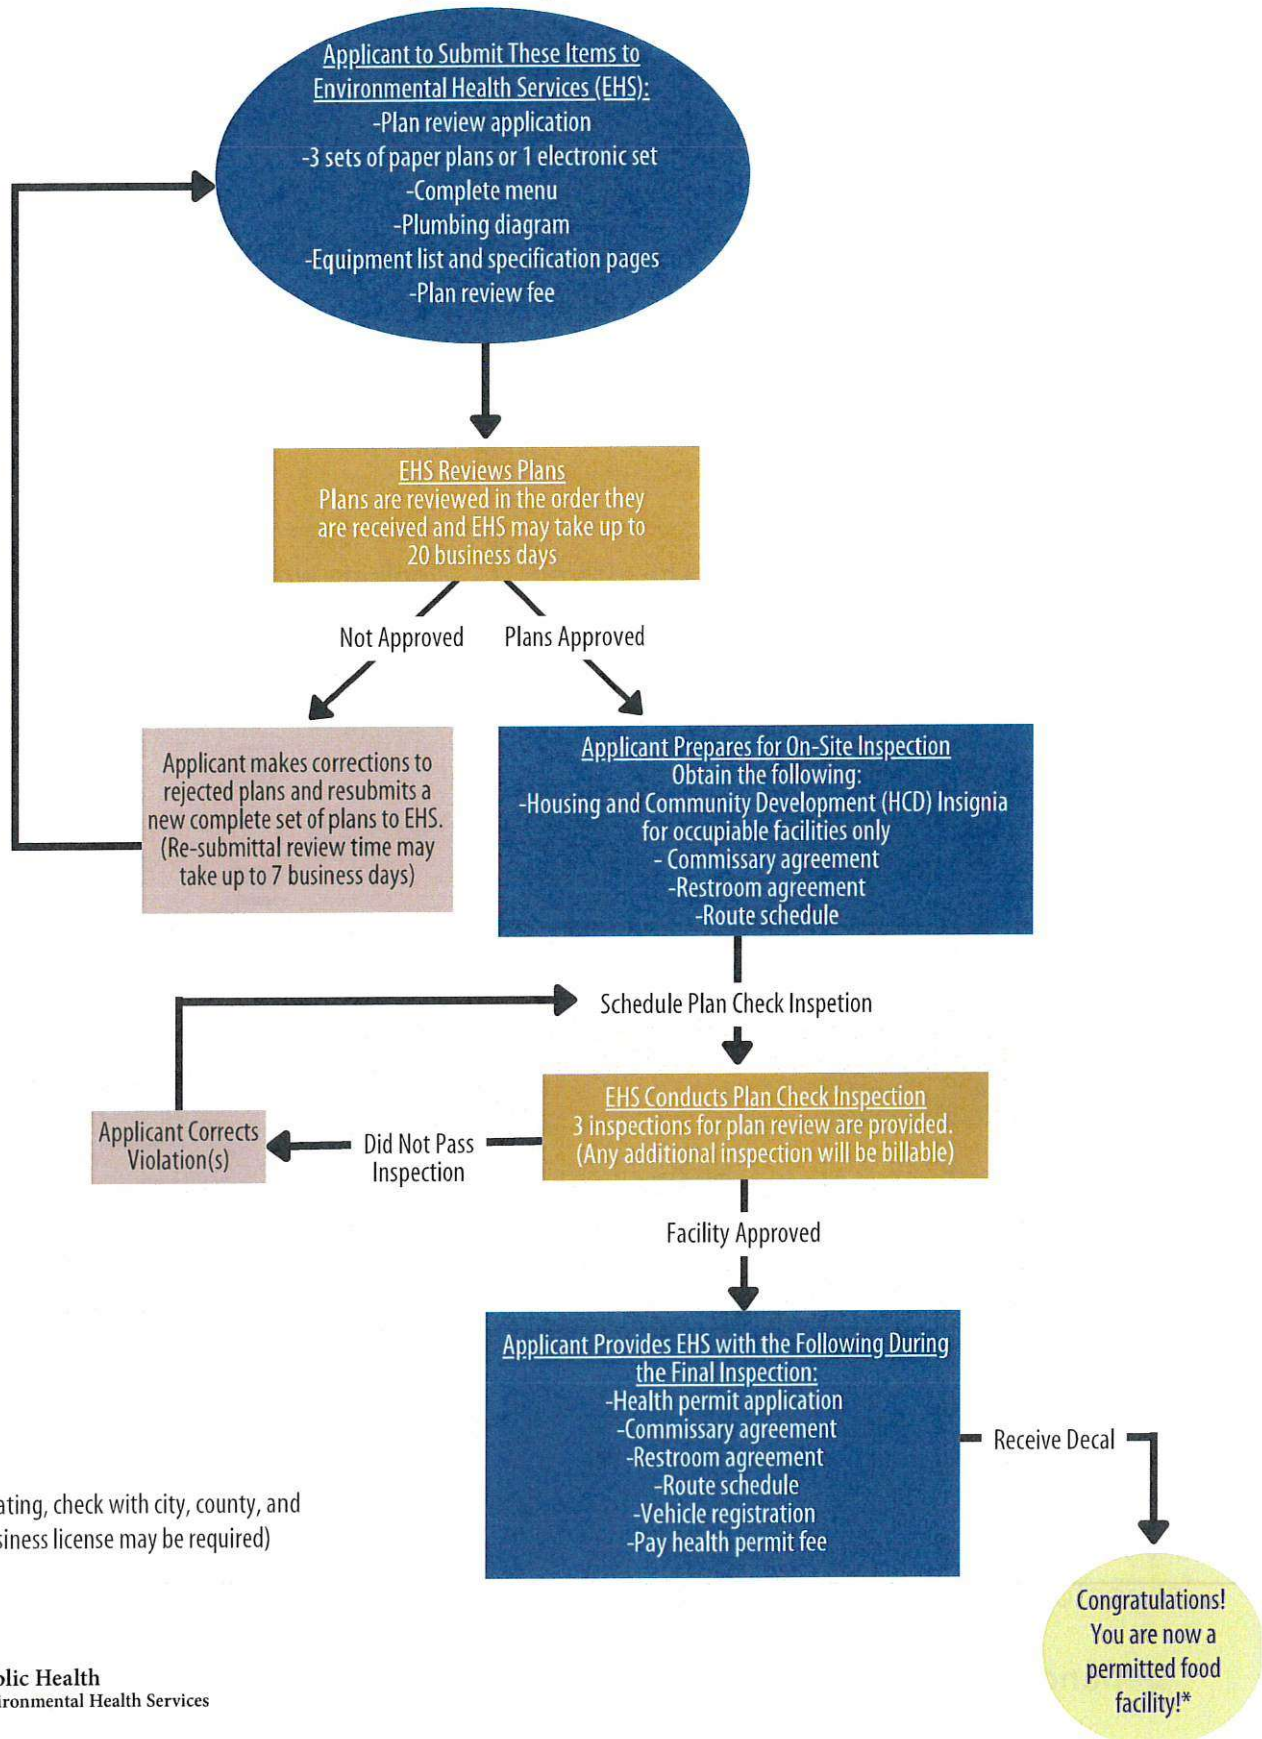 Applicant to Submit These Items to
Environmental Health Services (EHS):
-Plan review application
-3 sets of paper plans or 1 electronic set
-Complete menu
-Plumbing diagram
-Equipment list and specification pages
-Plan review fee
EHS Reviews Plans
Plans are reviewed in the order they
are received and EHS may take up to
20 business days
Not Approved
Plans Approved
Applicant makes corrections to
rejected plans and resubmits a
new complete set of plans to EHS.
(Re-submittal review time may
take up to 7 business days)
Applicant Prepares for On-Site Inspection
Obtain the following:
-Housing and Community Development (HCD) Insignia
for occupiable facilities only
- Commissary agreement
-Restroom agreement
-Route schedule
Schedule Plan Check Inspetion
EHS Conducts Plan Check Inspection
3 inspections for plan review are provided.
(Any additional inspection will be billable)
Did Not Pass
Inspection
Applicant Corrects
Violation(s)
Facility Approved
Applicant Provides EHS with the Following During
the Final Inspection:
-Health permit application
-Commissary agreement
-Restroom agreement
-Route schedule
-Vehicle registration
-Pay health permit fee
Receive Decal
Congratulations!
You are now a
permitted food
facility!*
ating, check with city, county, and
siness license may be required)
blic Health
ironmental Health Services